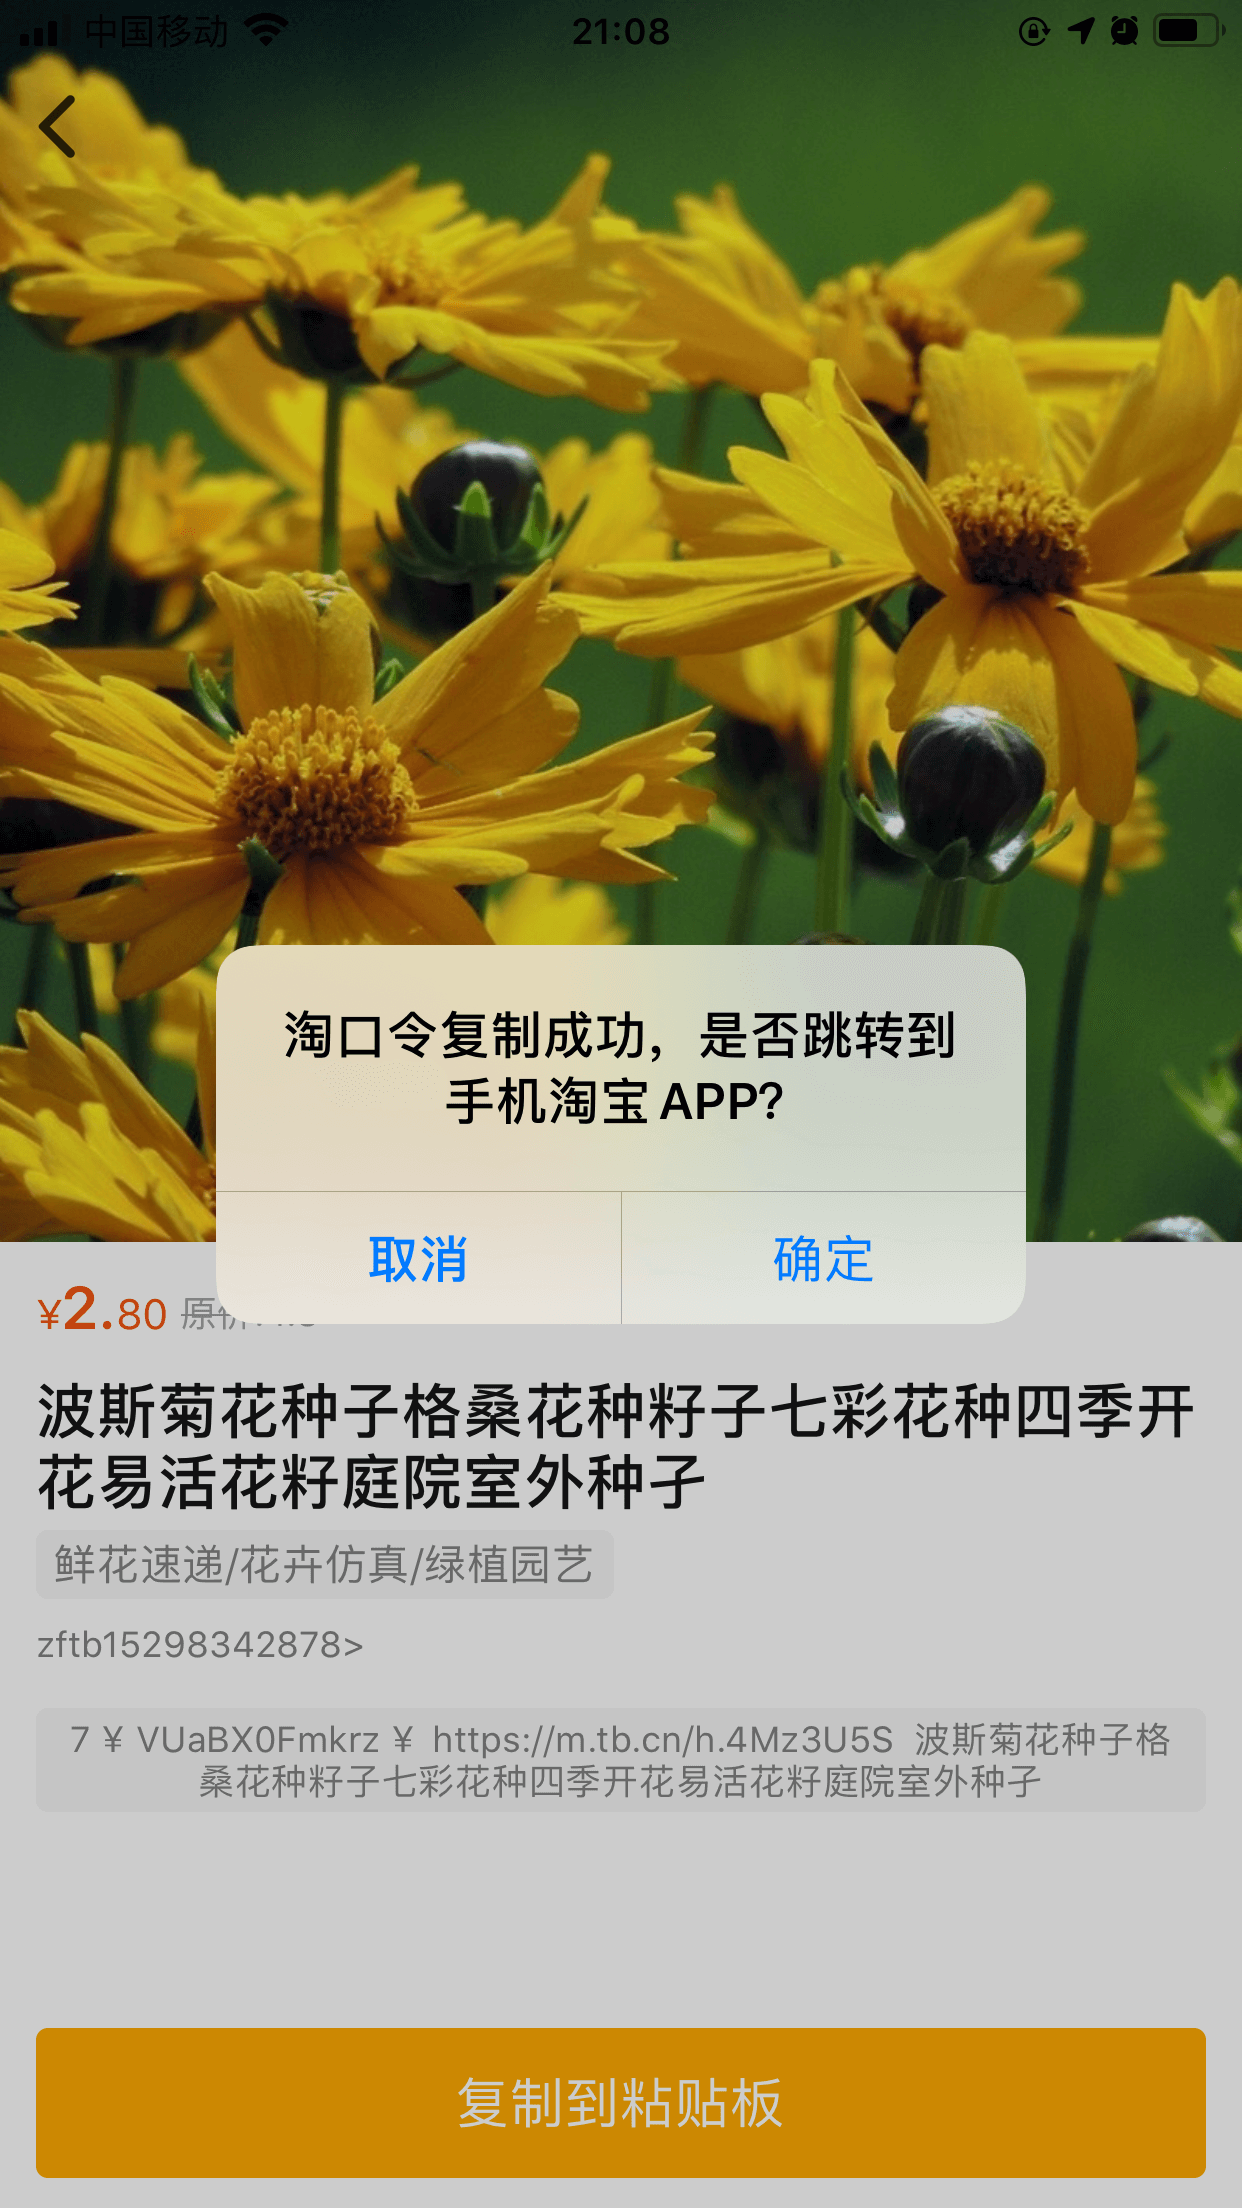 中国移动
21:08
淘口令复制成功，是否跳转到
手机淘宝APP？
取消
确定
¥2.80 原价
波斯菊花种子格桑花种籽子七彩花种四季开
花易活花籽庭院室外种孑
鲜花速递/花卉仿真/绿植园艺
zftb15298342878>
7 ¥ VUaBX0Fmkrz ¥ https://m.tb.cn/h.4Mz3U5S 波斯菊花种子格
桑花种籽子七彩花种四季开花易活花籽庭院室外种孑
复制到粘贴板